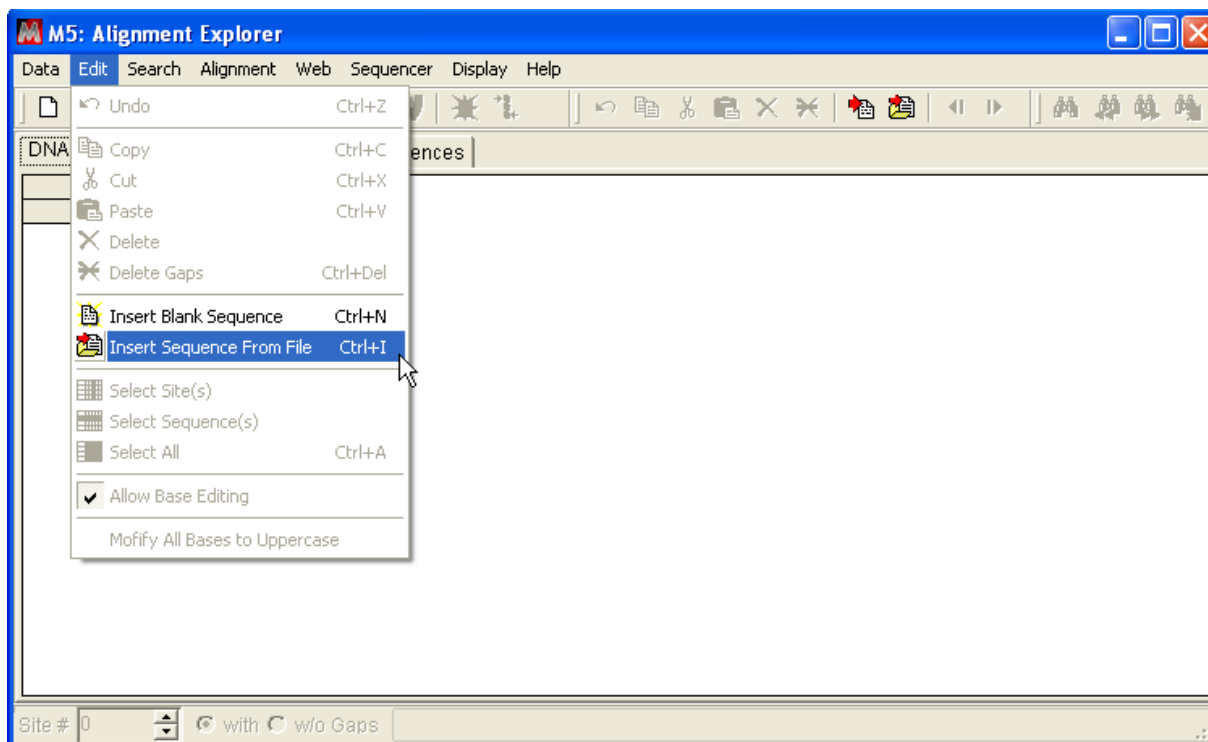 M5: Alignment Explorer
Data Edit Search Alignment Web Sequencer Display Help
Undo Ctrl+Z
DNA ences
Copy Ctrl+C
Cut Ctrl+X
Paste Ctrl+V
Delete
Delete Gaps Ctrl+Del
Insert Blank Sequence Ctrl+N
Insert Sequence From File Ctrl+I
Select Site(s)
Select Sequence(s)
Select All Ctrl+A
Allow Base Editing
Mofify All Bases to Uppercase
Site # 0 with w/o Gaps